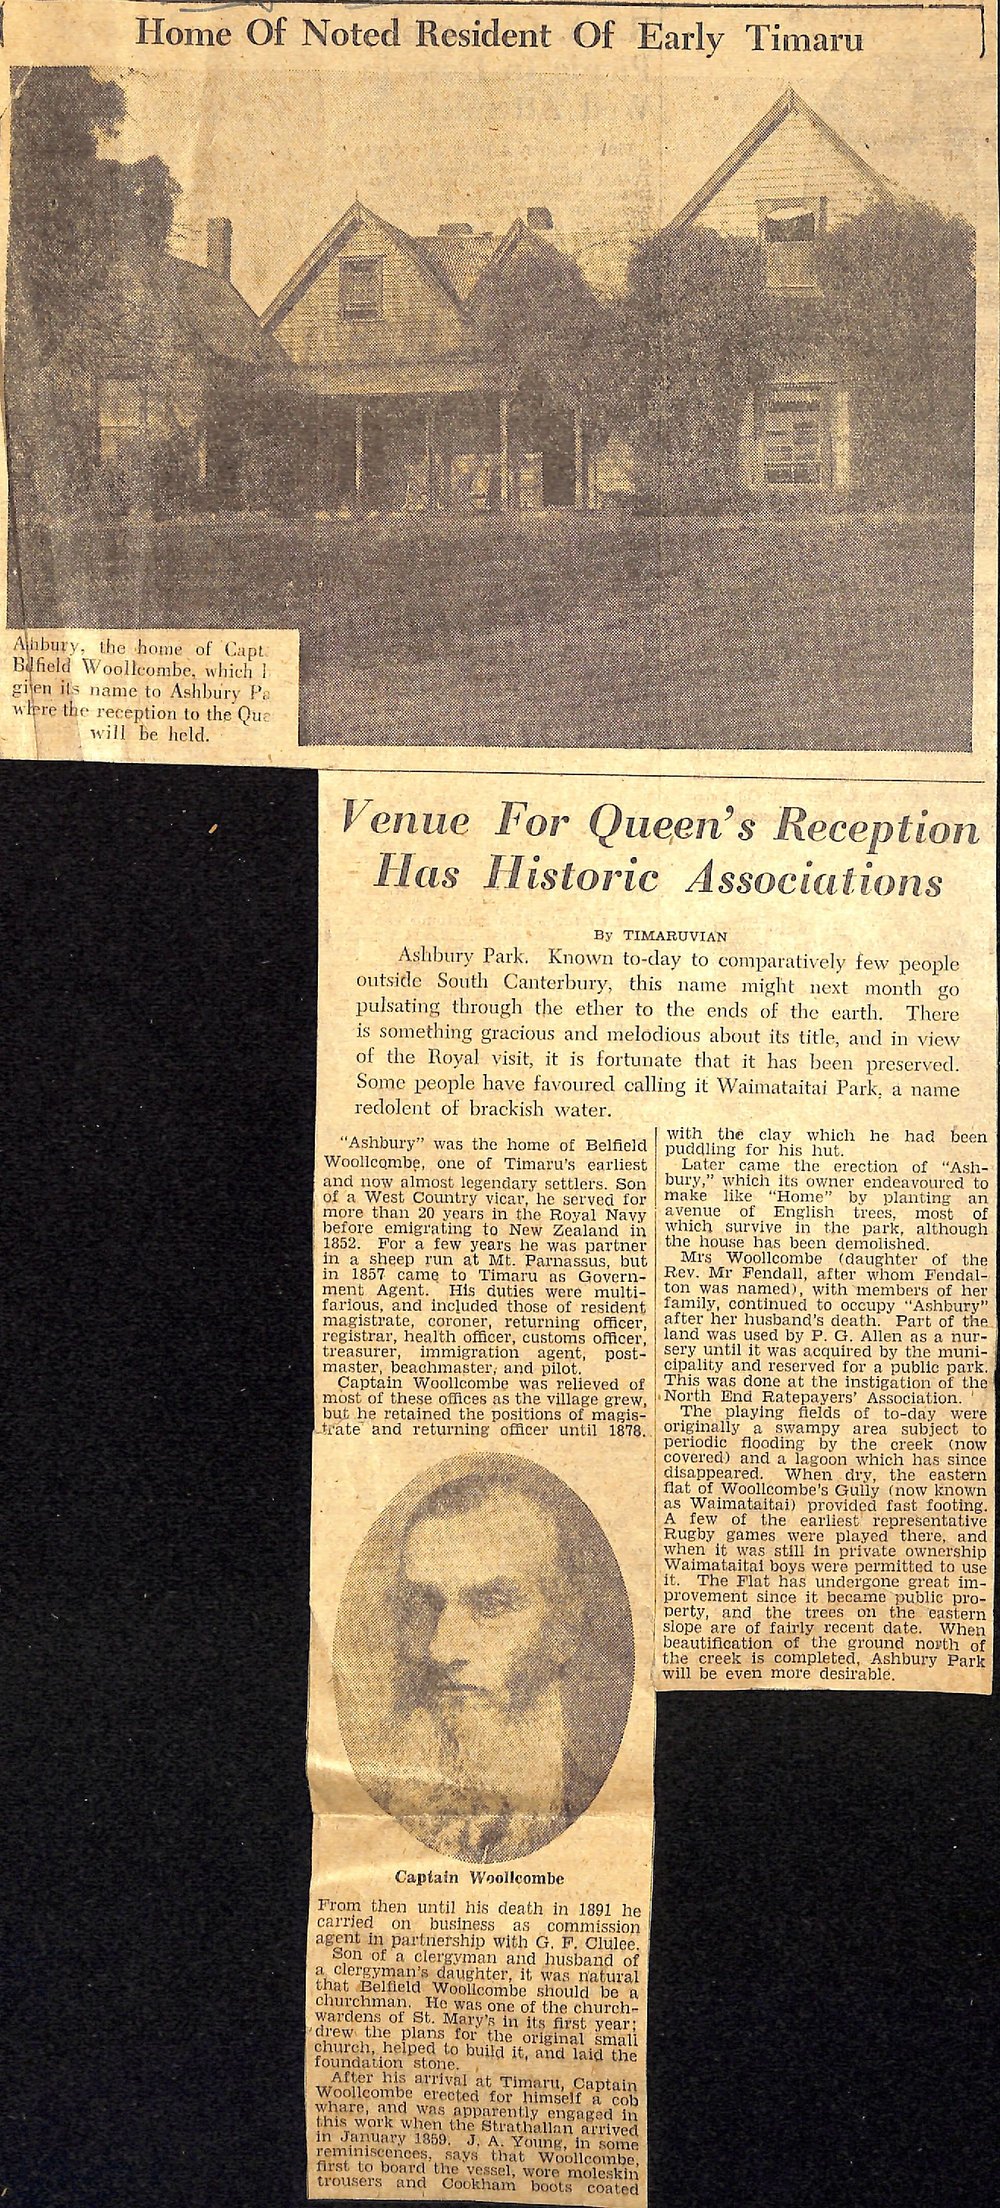 Home Of Noted Resident Of Early Timaru
Ashbury, the home of Capt.
Belfield Woollcombe, which
given its name to Ashbury
where the reception to the
will be held.
Venue For Queen's Reception
Has Historic Associations
By TIMARUVIAN
Ashbury Park. Known to-day to comparatively few people
outside South Canterbury, this name might next month go
pulsating through the ether to the ends of the earth. There
is something gracious and melodious about its title, and in view
of the Royal visit, it is fortunate that it has been preserved.
Some people have favoured calling it Waimataitai Park, a name
redolent of brackish water.
"Ashbury" was the home of Belfield
Woollcombe, one of Timaru's earliest
and now almost legendary settlers. Son
of a West Country vicar, he served for
more than 20 years in the Royal Navy
before emigrating to New Zealand in
1852. For a few years he was partner
in a sheep run at Mt. Parnassus, but
in 1857 came to Timaru as Govern-
ment Agent. His duties were multi-
farious, and included those of resident
magistrate, coroner, returning officer,
registrar, health officer, customs officer,
treasurer, immigration agent, post-
master, beachmaster, and pilot.
Captain Woollcombe was relieved of
most of these offices as the village grew,
but he retained the positions of magis-
trate and returning officer until 1878.
Captain Woollcombe
From then until his death in 1891 he
carried on business as commission
agent in partnership with G. F. Clulee.
Son of a clergyman and husband of
a clergyman's daughter, it was natural
that Belfield Woollcombe should be a
churchman. He was one of the church-
wardens of St. Mary's in its first year;
drew the plans for the original small
church, helped to build it, and laid the
foundation stone.
After his arrival at Timaru, Captain
Woollcombe erected for himself a cob
whare, and was apparently engaged in
this work when the Strathallan arrived
in January 1859. J. A. Young, in some
reminiscences, says that Woollcombe,
first to board the vessel, wore moleskin
trousers and Cookham boots coated
with the clay which he had been
puddling for his hut.
Later came the erection of "Ash-
bury," which its owner endeavoured to
make like "Home" by planting an
avenue of English trees, most of
which survive in the park, although
the house has been demolished.
Mrs Woollcombe (daughter of the
Rev. Mr Fendall, after whom Fendal-
ton was named), with members of her
family, continued to occupy "Ashbury"
after her husband's death. Part of the
land was used by P. G. Allen as a nur-
sery until it was acquired by the muni-
cipality and reserved for a public park.
This was done at the instigation of the
North End Ratepayers' Association.
The playing fields of to-day were
originally a swampy area subject to
periodic flooding by the creek (now
covered) and a lagoon which has since
disappeared. When dry, the eastern
flat of Woollcombe's Gully (now known
as Waimataitai) provided fast footing.
A few of the earliest representative
Rugby games were played there, and
when it was still in private ownership
Waimataitai boys were permitted to use
it. The Flat has undergone great im-
provement since it became public pro-
perty, and the trees on the eastern
slope are of fairly recent date. When
beautification of the ground north of
the creek is completed, Ashbury Park
will be even more desirable.